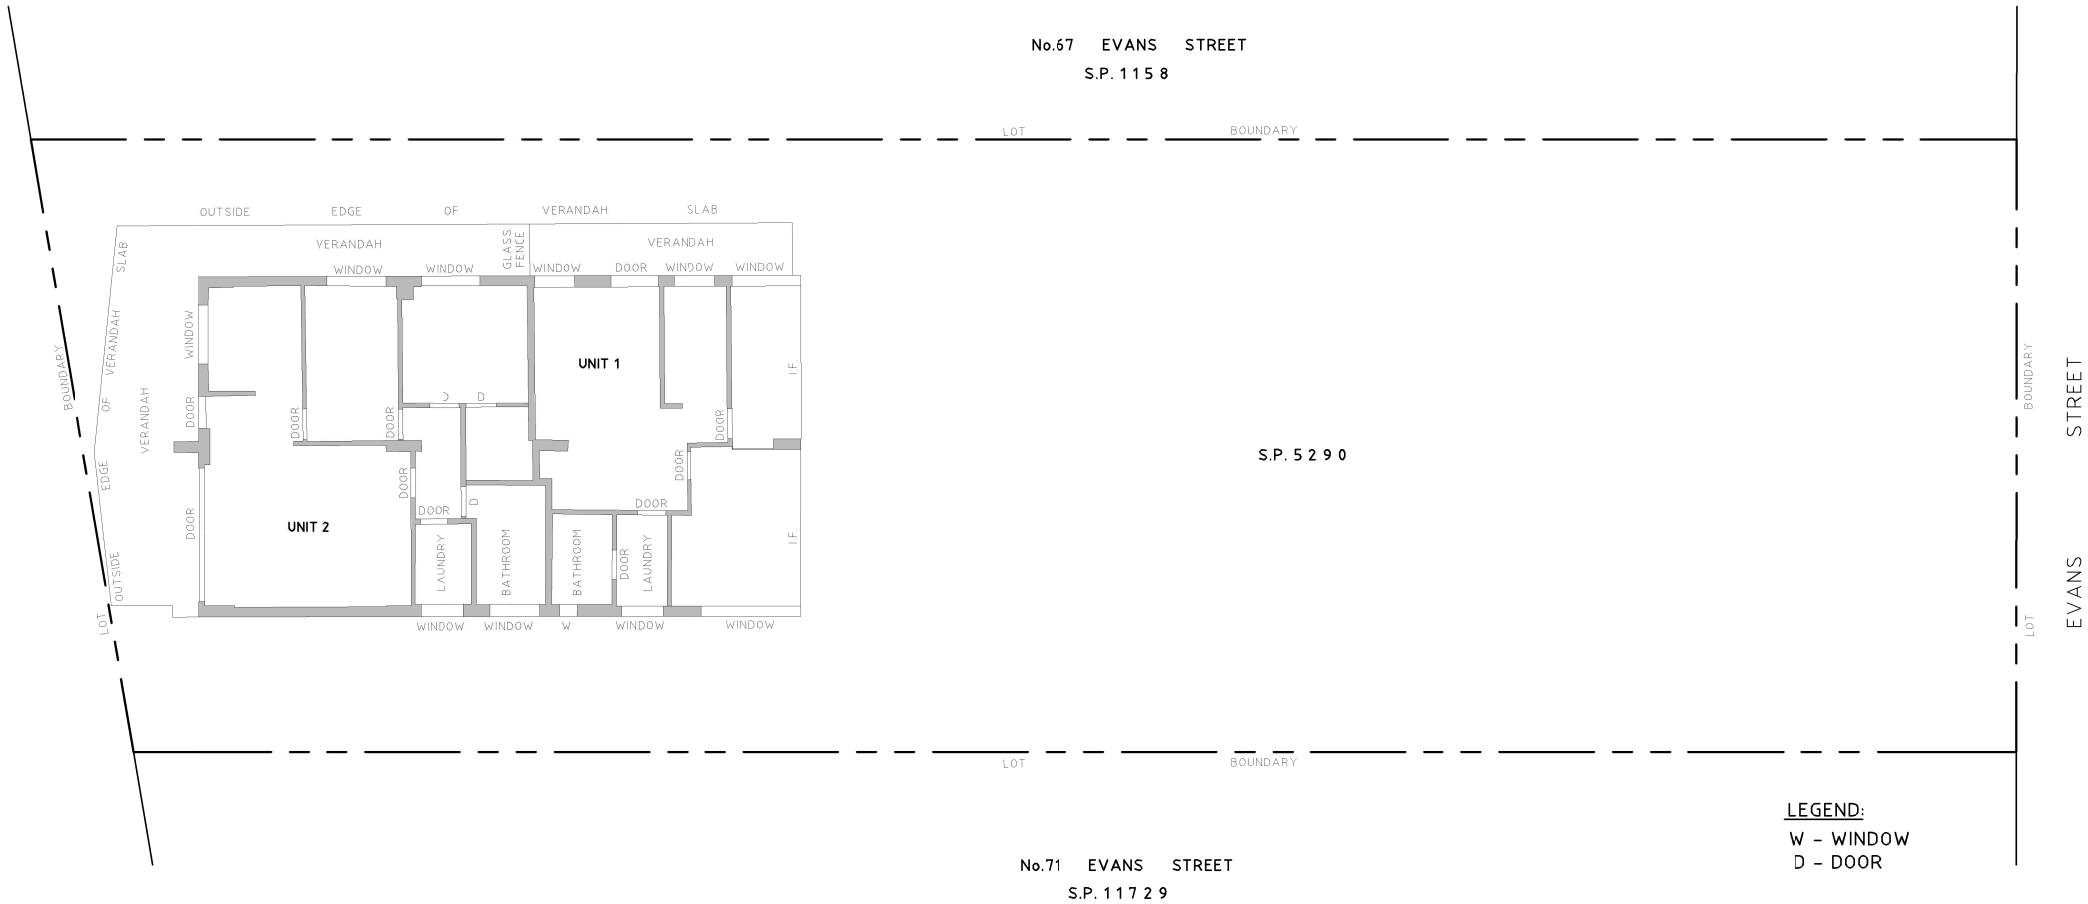 No.67 EVANS STREET
S.P. 1158
LOT BOUNDARY
OUTSIDE EDGE OF VERANDAH SLAB
VERANDAH
GLASS
FENCE
VERANDAH
WINDOW
WINDOW
WINDOW
DOOR
WINDOW
WINDOW
OUTSIDE EDGE OF VERANDAH SLAB
LOT BOUNDARY
VERANDAH
WINDOW
DOOR
DOOR
UNIT 1
I.F.
D
D
DOOR
DOOR
DOOR
DOOR
DOOR
DOOR
D
DOOR
DOOR
UNIT 2
LAUNDRY
BATHROOM
BATHROOM
DOOR
LAUNDRY
I.F.
WINDOW
WINDOW
W
WINDOW
WINDOW
S.P. 5290
LOT BOUNDARY
EVANS STREET
LOT BOUNDARY
LEGEND:
W - WINDOW
D - DOOR
No.71 EVANS STREET
S.P. 11729